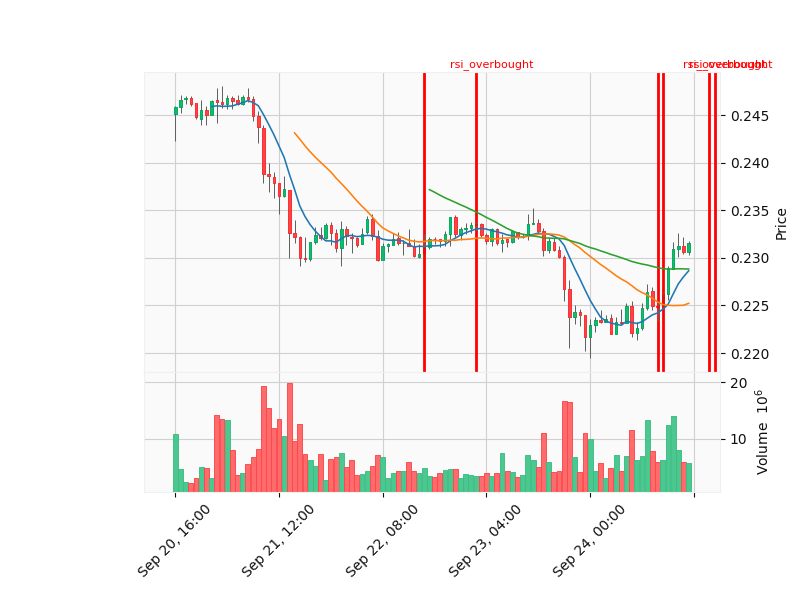 rsi_overbought
rsi_overbought
0.245
0.240
0.235
0.230
0.225
0.220
Price
20
10
Volume 10^6
Sep 20, 16:00
Sep 21, 12:00
Sep 22, 08:00
Sep 23, 04:00
Sep 24, 00:00